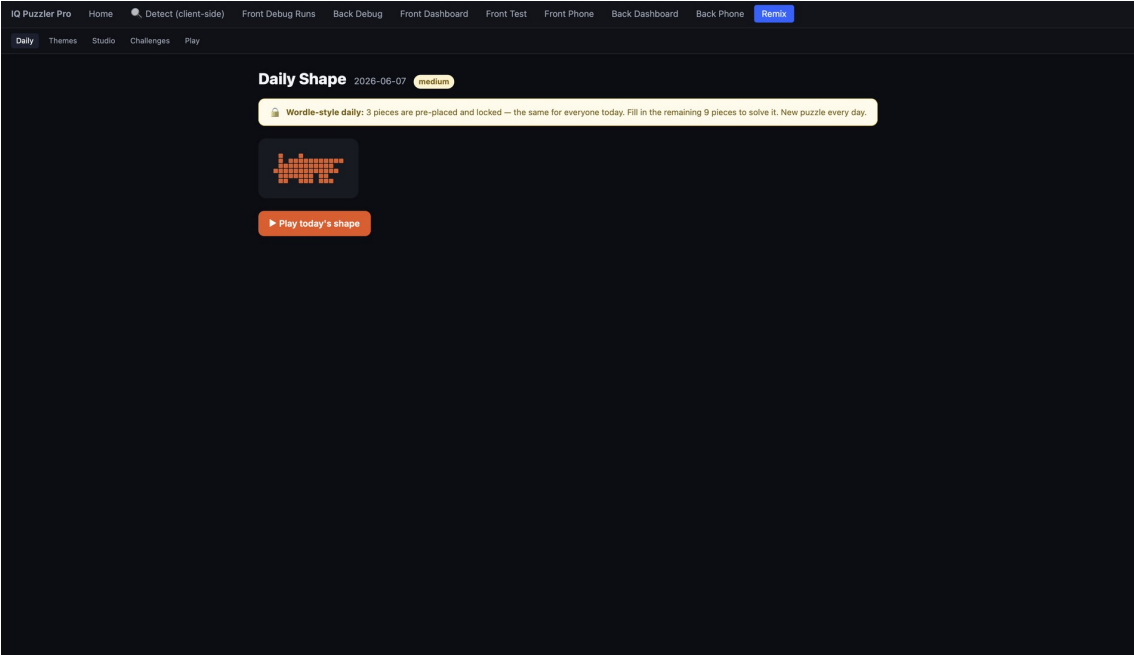 IQ Puzzler Pro Home Detect (client-side) Front Debug Runs Back Debug Front Dashboard Front Test Front Phone Back Dashboard Back Phone Remix
Daily Themes Studio Challenges Play
Daily Shape 2026-06-07 medium
Wordle-style daily: 3 pieces are pre-placed and locked — the same for everyone today. Fill in the remaining 9 pieces to solve it. New puzzle every day.
Play today's shape